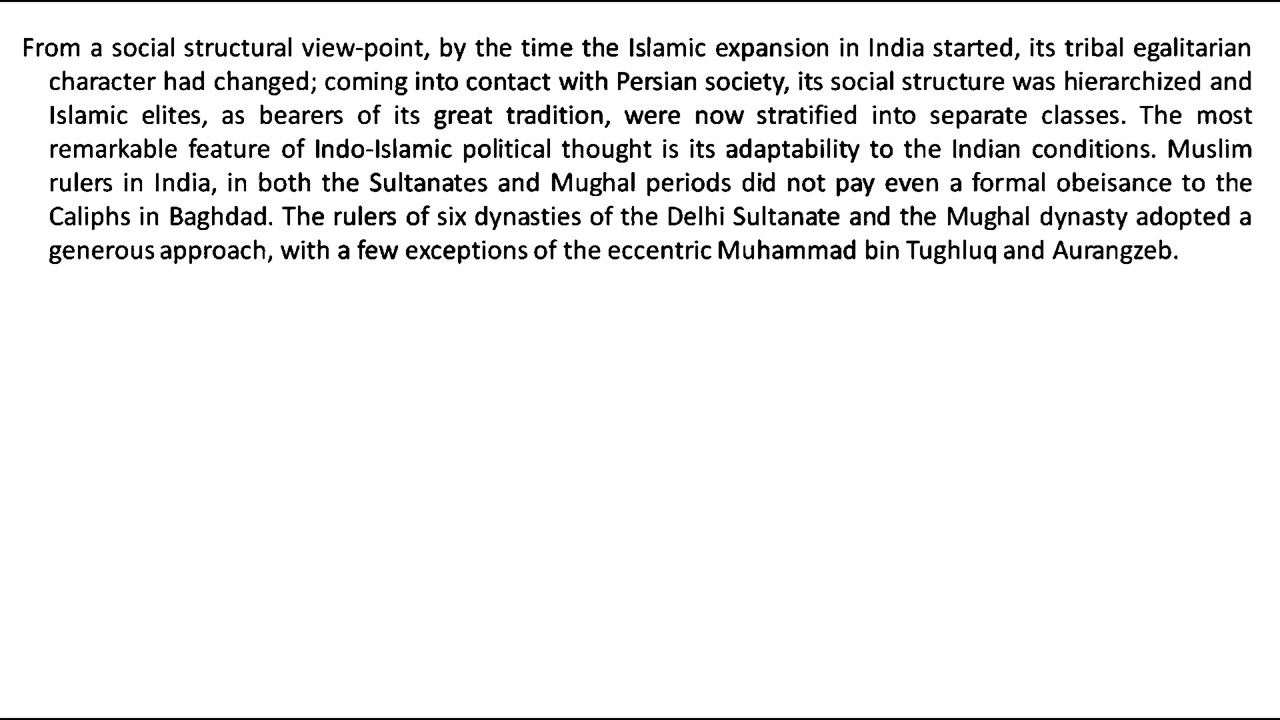 From a social structural view-point, by the time the Islamic expansion in India started, its tribal egalitarian
character had changed; coming into contact with Persian society, its social structure was hierarchized and
Islamic elites, as bearers of its great tradition, were now stratified into separate classes. The most
remarkable feature of Indo-Islamic political thought is its adaptability to the Indian conditions. Muslim
rulers in India, in both the Sultanates and Mughal periods did not pay even a formal obeisance to the
Caliphs in Baghdad. The rulers of six dynasties of the Delhi Sultanate and the Mughal dynasty adopted a
generous approach, with a few exceptions of the eccentric Muhammad bin Tughluq and Aurangzeb.